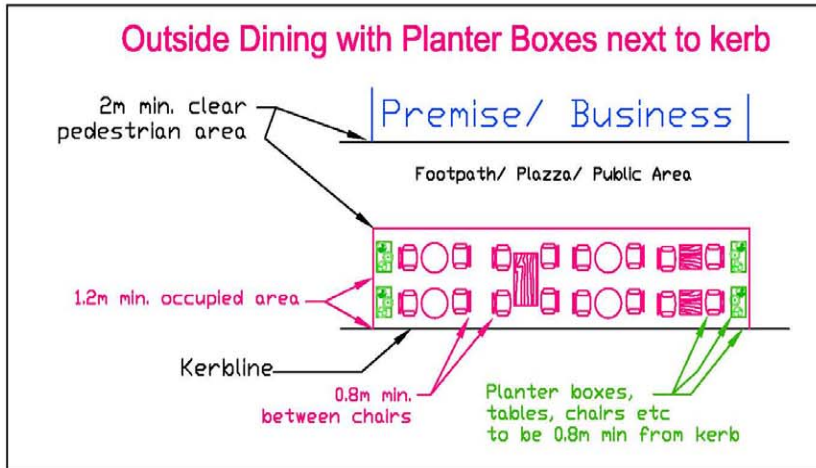 Outside Dining with Planter Boxes next to kerb
2m min. clear
pedestrian area
Premise/ Business
Footpath/ Plazza/ Public Area
1.2m min. occupied area
Kerbline
0.8m min.
between chairs
Planter boxes,
tables, chairs etc
to be 0.8m min from kerb